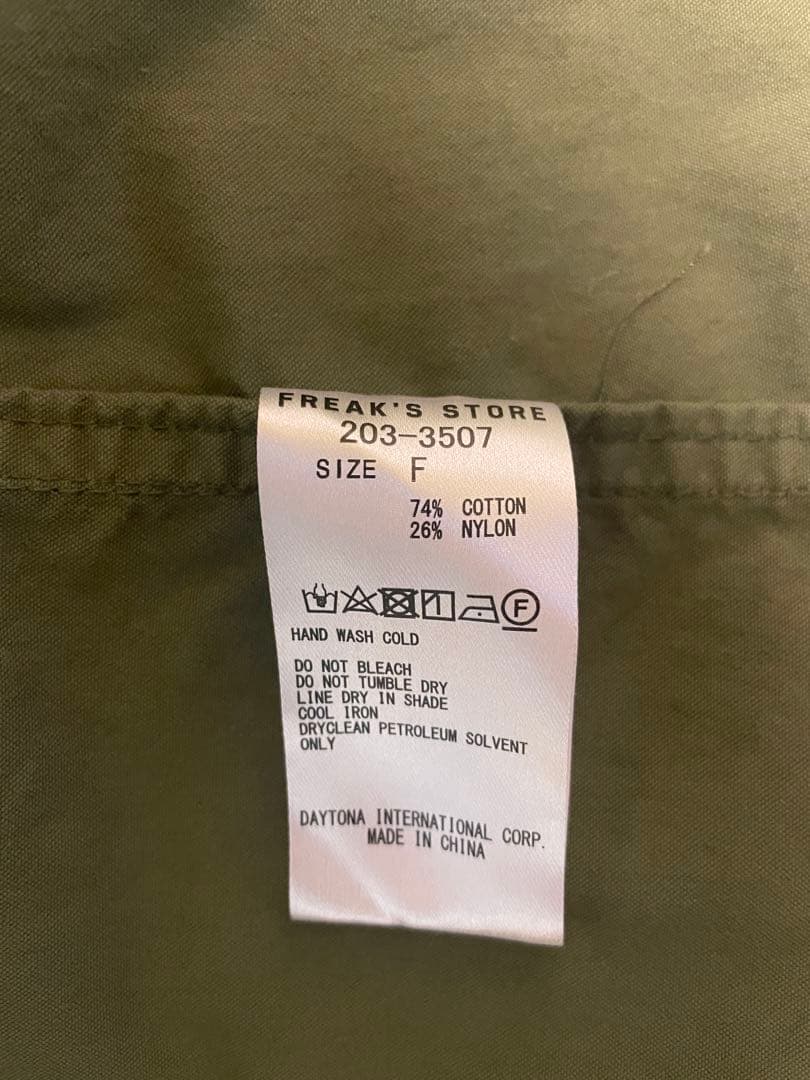 FREAK'S STORE
203-3507
SIZE F
74% COTTON
26% NYLON
F
HAND WASH COLD
DO NOT BLEACH
DO NOT TUMBLE DRY
LINE DRY IN SHADE
COOL IRON
DRYCLEAN PETROLEUM SOLVENT
ONLY
DAYTONA INTERNATIONAL CORP.
MADE IN CHINA